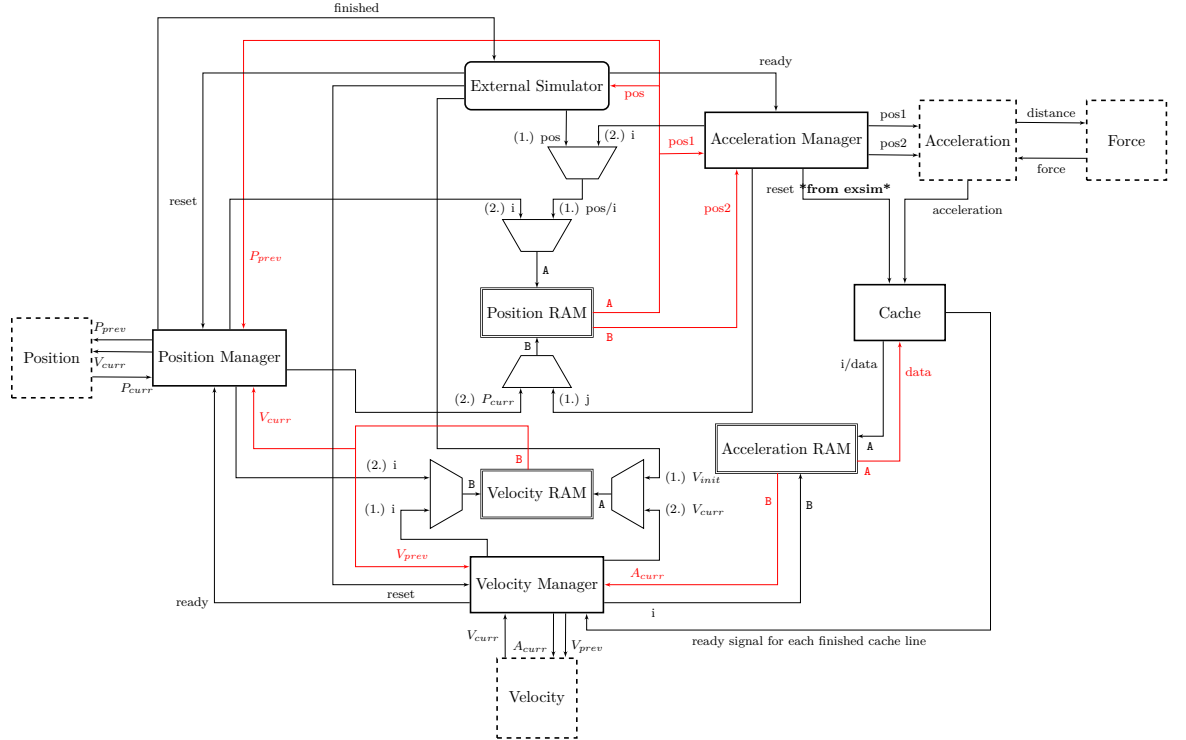 finished
External Simulator
ready
pos
(1.) pos
(2.) i
pos1
Acceleration Manager
pos1
pos2
Acceleration
distance
force
Force
reset
reset *from exsim*
acceleration
(2.) i
(1.) pos/i
pos2
A
P_prev
Position RAM
A
B
B
Cache
Position
P_prev
V_curr
P_curr
Position Manager
i/data
data
(2.) P_curr
(1.) j
V_curr
Acceleration RAM
A
A
B
B
(2.) i
(1.) i
B
B
Velocity RAM
A
(1.) V_init
(2.) V_curr
V_prev
Velocity Manager
A_curr
ready
reset
i
ready signal for each finished cache line
V_curr
A_curr
V_prev
Velocity